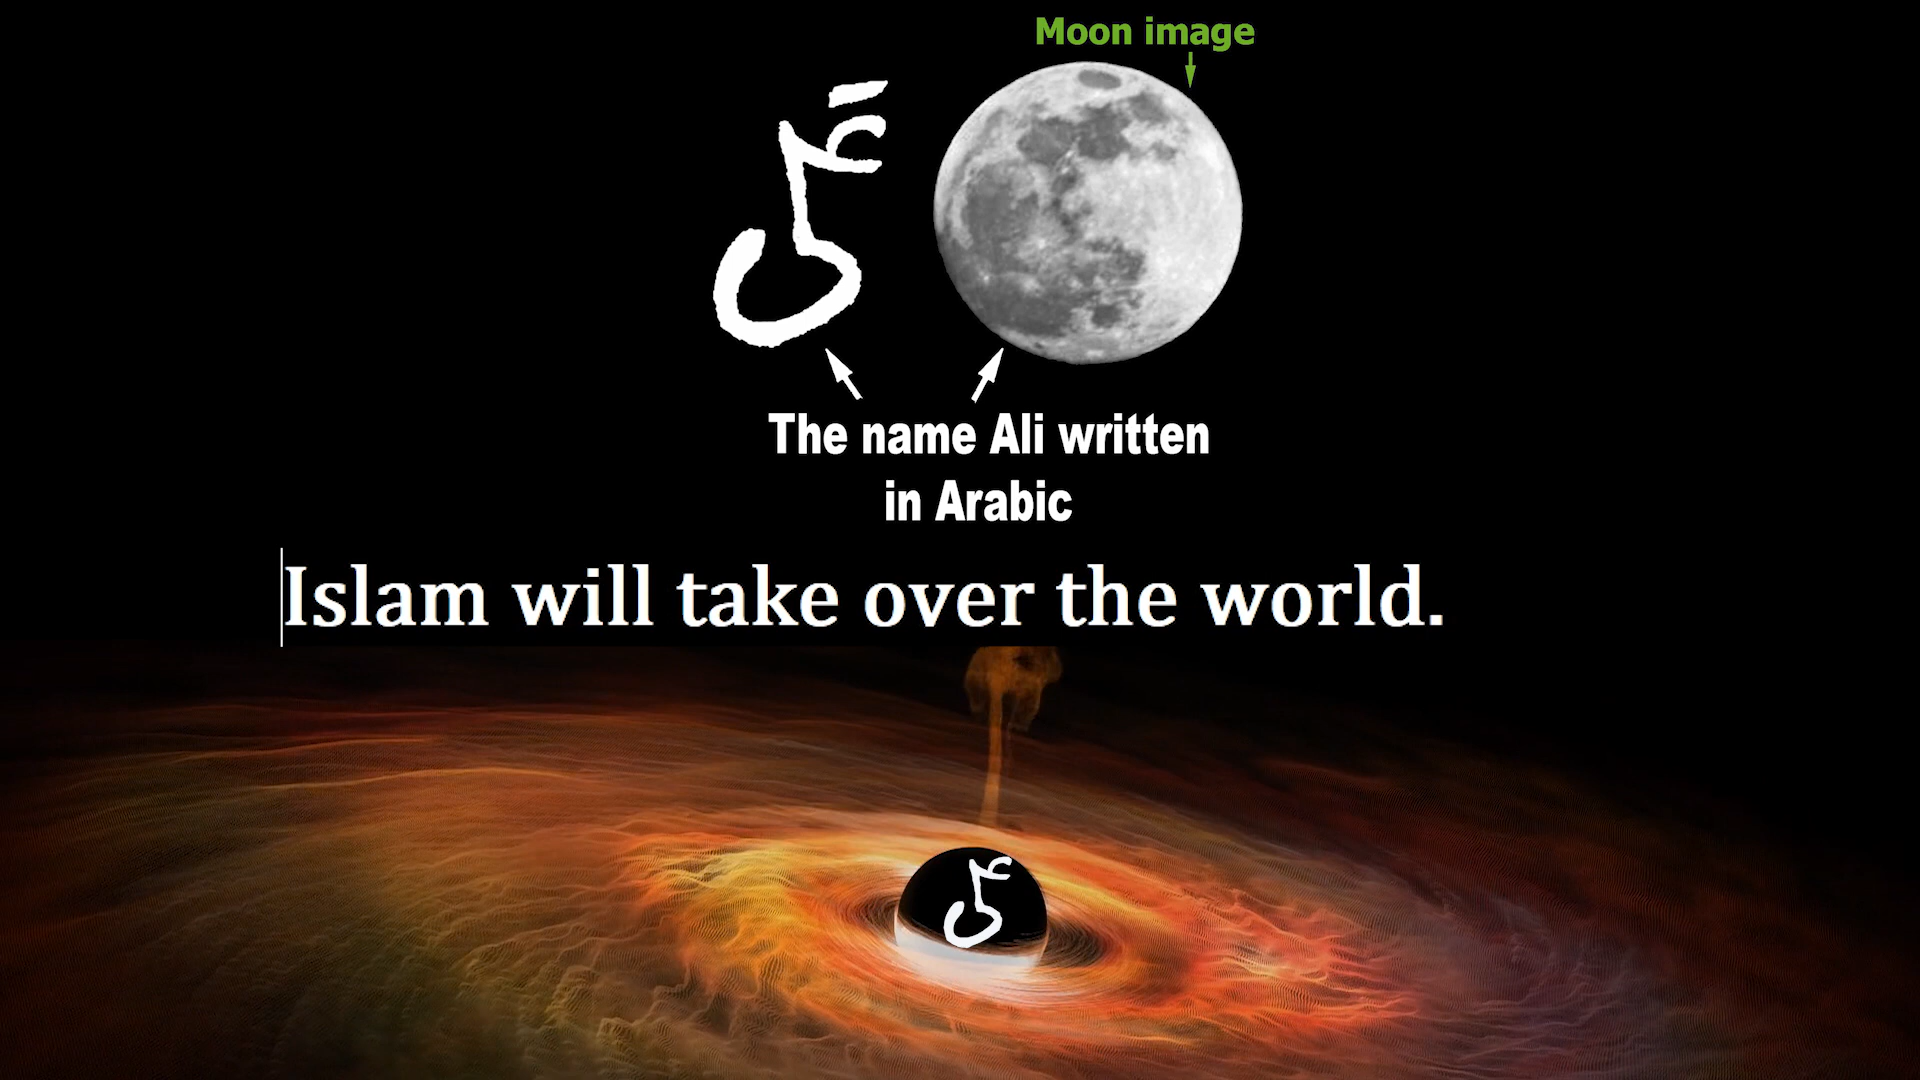 Moon image
علي
The name Ali written
in Arabic
Islam will take over the world.
علي